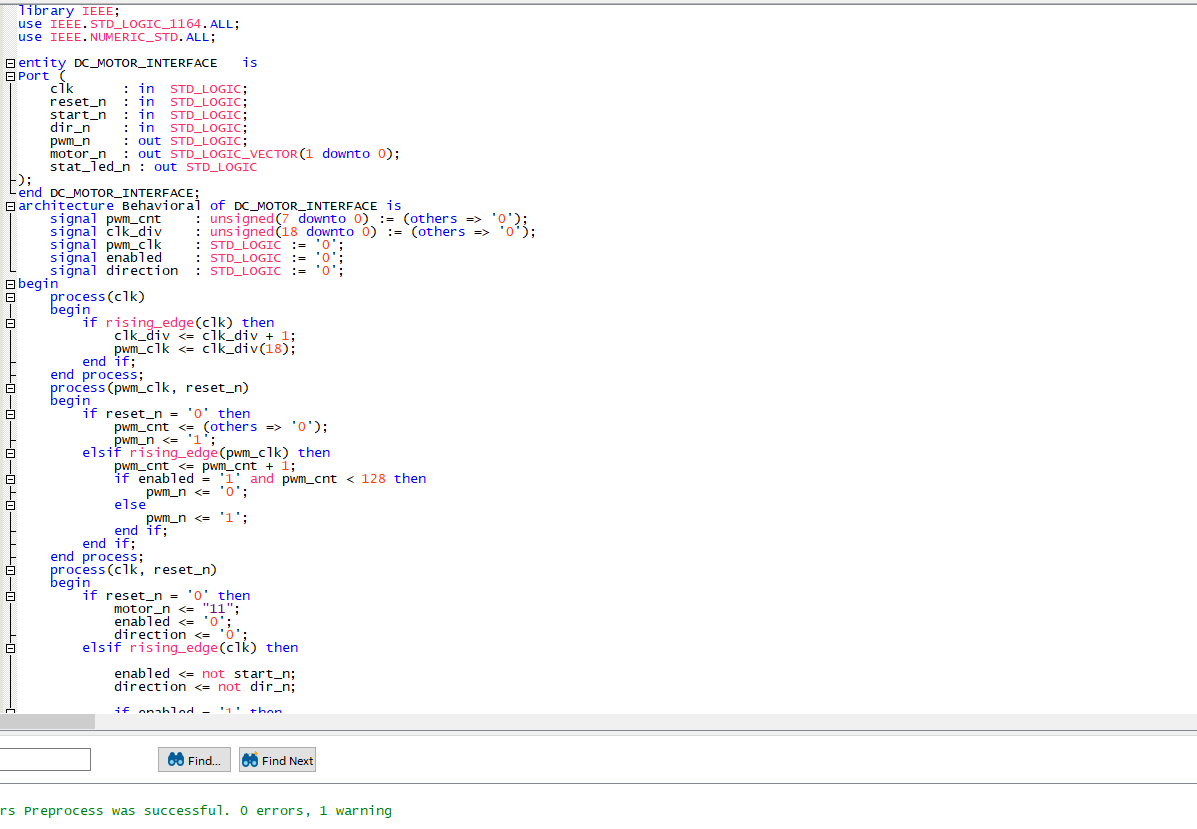 library IEEE;
use IEEE.STD_LOGIC_1164.ALL;
use IEEE.NUMERIC_STD.ALL;
entity DC_MOTOR_INTERFACE   is
Port (
    clk      : in  STD_LOGIC;
    reset_n  : in  STD_LOGIC;
    start_n  : in  STD_LOGIC;
    dir_n    : in  STD_LOGIC;
    pwm_n    : out STD_LOGIC;
    motor_n  : out STD_LOGIC_VECTOR(1 downto 0);
    stat_led_n : out STD_LOGIC
);
end DC_MOTOR_INTERFACE;
architecture Behavioral of DC_MOTOR_INTERFACE is
    signal pwm_cnt    : unsigned(7 downto 0) := (others => '0');
    signal clk_div    : unsigned(18 downto 0) := (others => '0');
    signal pwm_clk    : STD_LOGIC := '0';
    signal enabled    : STD_LOGIC := '0';
    signal direction  : STD_LOGIC := '0';
begin
    process(clk)
    begin
        if rising_edge(clk) then
            clk_div <= clk_div + 1;
            pwm_clk <= clk_div(18);
        end if;
    end process;
    process(pwm_clk, reset_n)
    begin
        if reset_n = '0' then
            pwm_cnt <= (others => '0');
            pwm_n <= '1';
        elsif rising_edge(pwm_clk) then
            pwm_cnt <= pwm_cnt + 1;
            if enabled = '1' and pwm_cnt < 128 then
                pwm_n <= '0';
            else
                pwm_n <= '1';
            end if;
        end if;
    end process;
    process(clk, reset_n)
    begin
        if reset_n = '0' then
            motor_n <= "11";
            enabled <= '0';
            direction <= '0';
        elsif rising_edge(clk) then
            enabled <= not start_n;
            direction <= not dir_n;
            if enabled = '1' then
Find... Find Next
rs Preprocess was successful. 0 errors, 1 warning